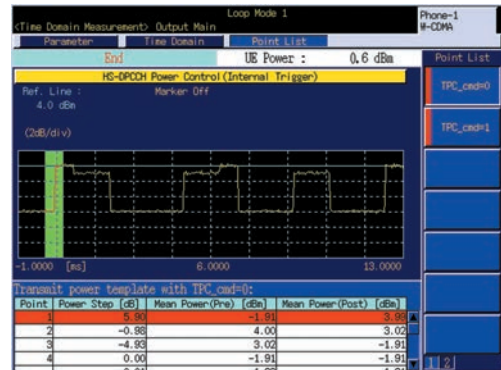 Loop Mode 1
Phone-1
<Time Domain Measurement> Output Main
W-CDMA
Parameter Time Domain Point List
End UE Power : 0.6 dBm Point List
HS-DPCCH Power Control(Internal Trigger)
Ref. Line : Marker Off
TPC_cmd=0
4.0 dBm
(2dB/div)
TPC_cmd=1
-1.0000 [ms] 6.0000 13.0000
Transmit power template with TPC_cmd=0:
Point Power Step [dB] Mean Power(Pre) [dBm] Mean Power(Post) [dBm]
1 5.90 -1.91 3.99
2 -0.98 4.00 3.02
3 -4.93 3.02 -1.91
4 0.00 -1.91 -1.91
1 2